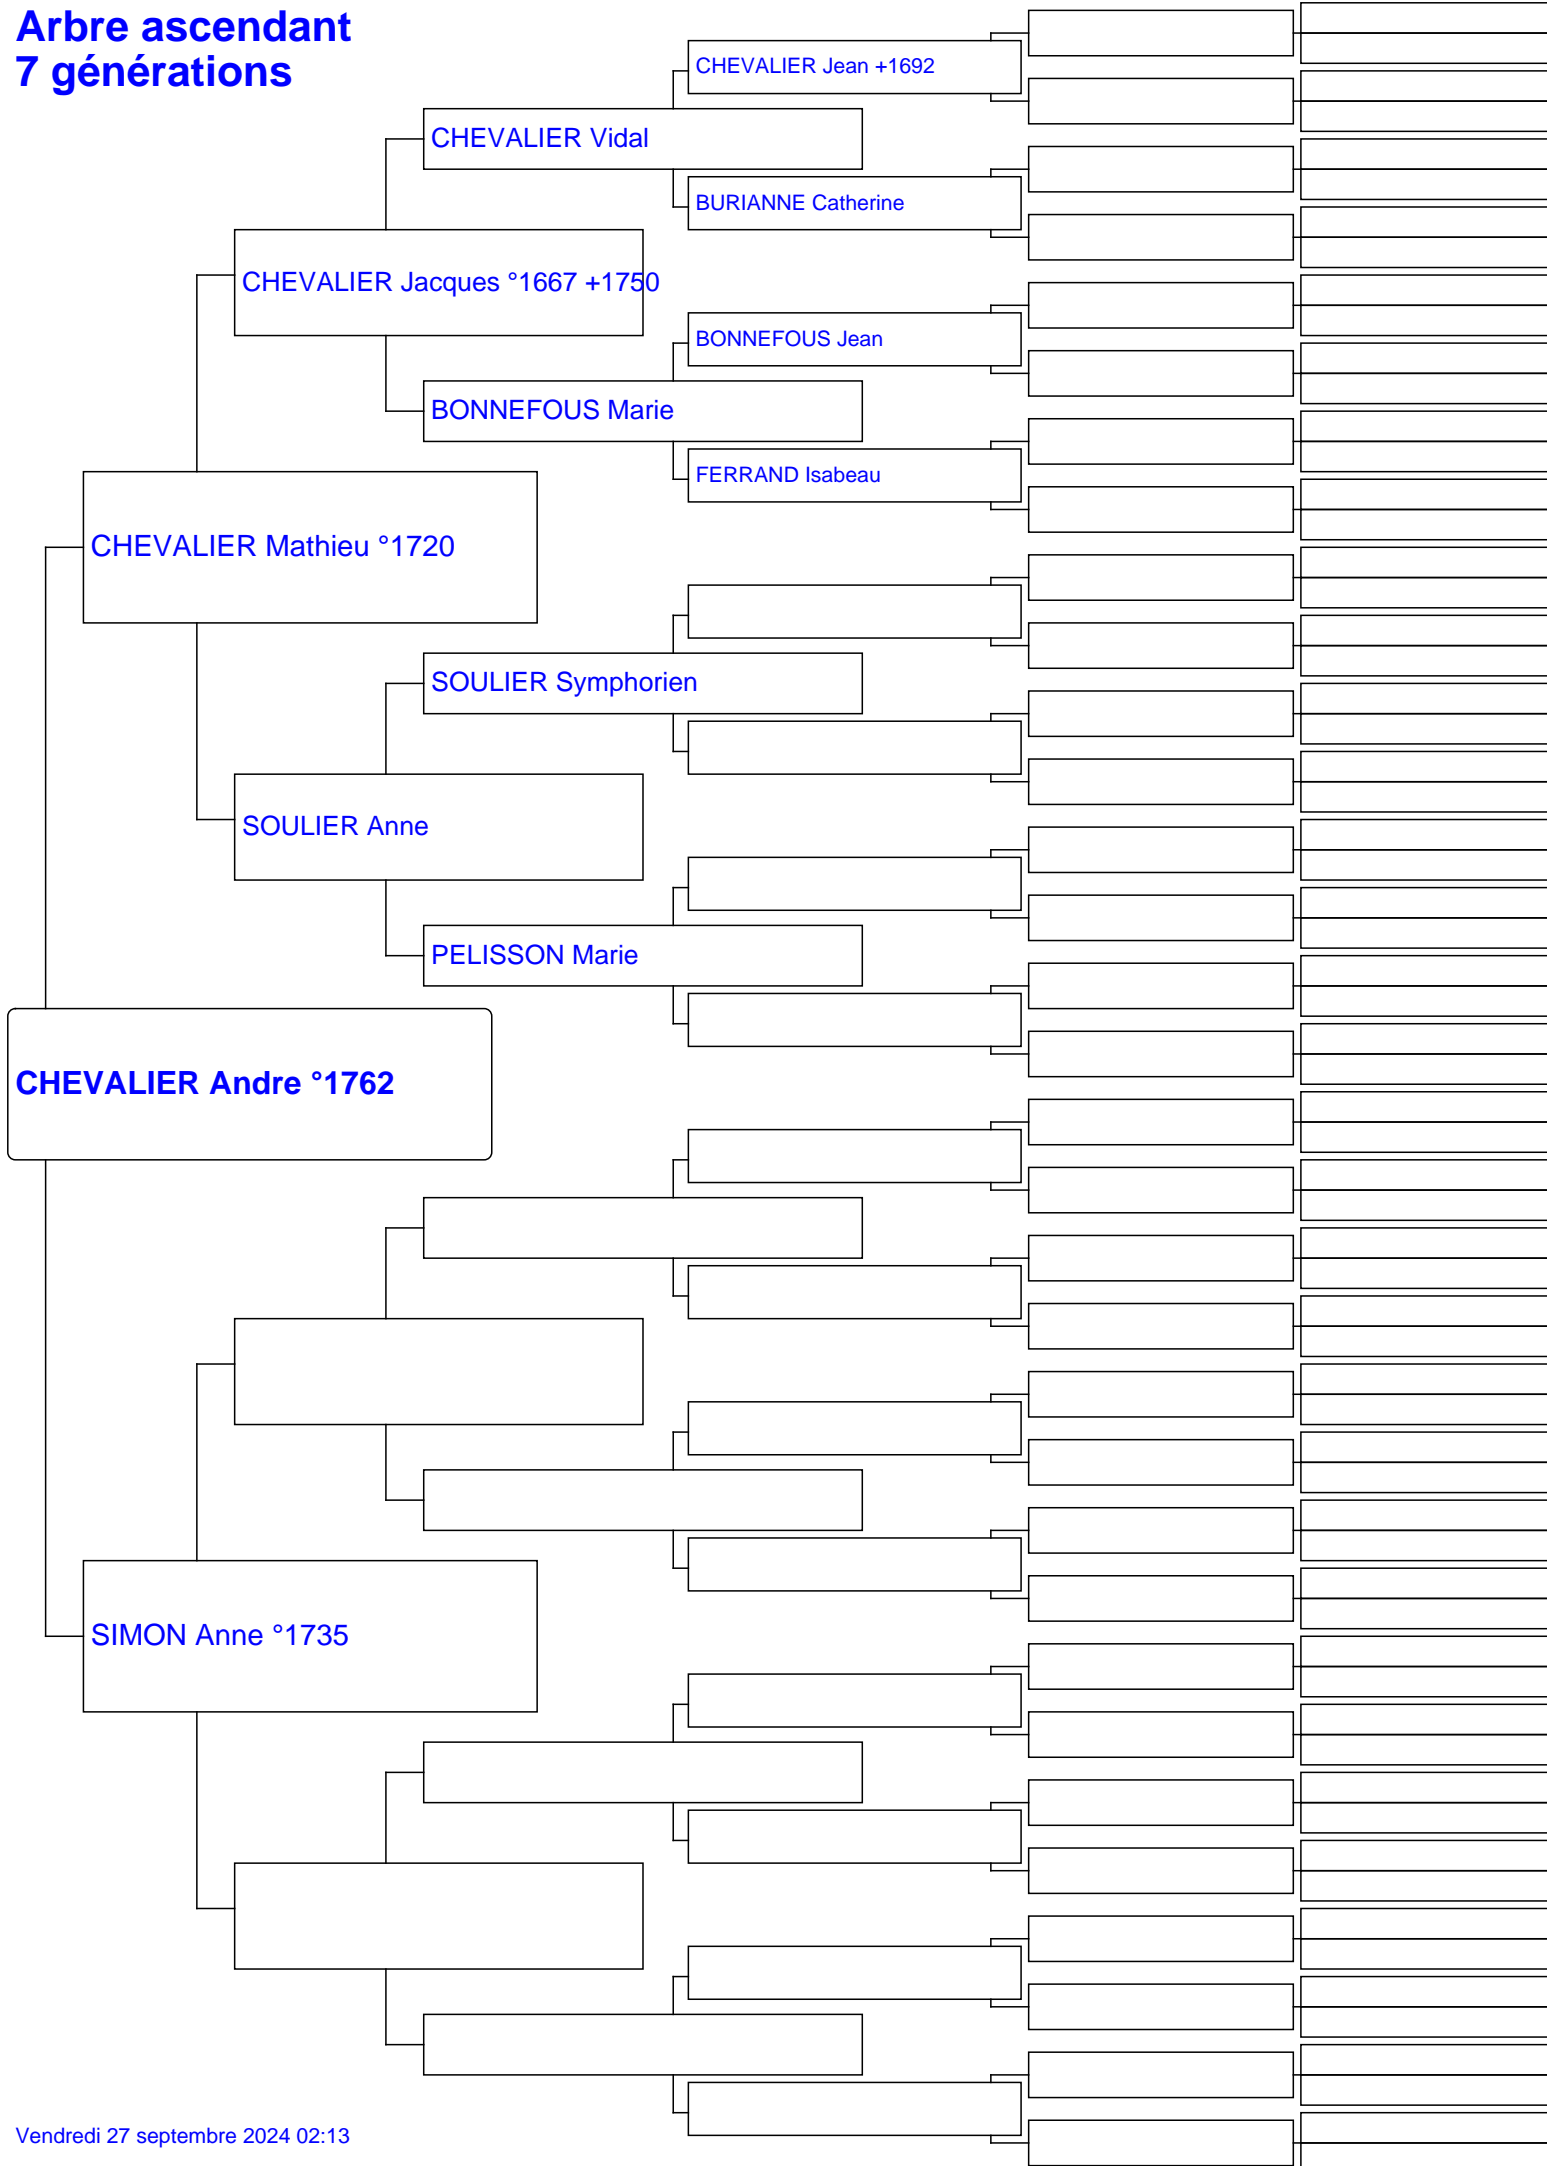 Arbre ascendant
7 générations
CHEVALIER Jean +1692
CHEVALIER Vidal
BURIANNE Catherine
CHEVALIER Jacques °1667 +1750
BONNEFOUS Jean
BONNEFOUS Marie
FERRAND Isabeau
CHEVALIER Mathieu °1720
SOULIER Symphorien
SOULIER Anne
PELISSON Marie
CHEVALIER Andre °1762
SIMON Anne °1735
Vendredi 27 septembre 2024 02:13